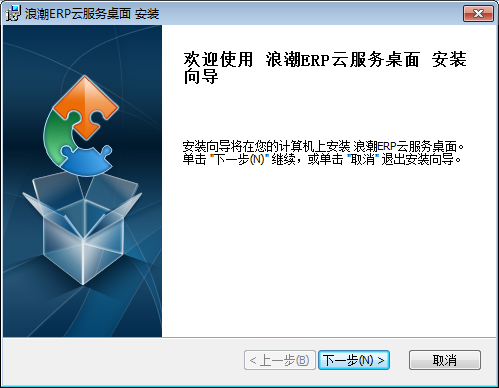 浪潮ERP云服务桌面 安装
欢迎使用 浪潮ERP云服务桌面 安装
向导
安装向导将在您的计算机上安装 浪潮ERP云服务桌面。
单击 "下一步(N)" 继续，或单击 "取消" 退出安装向导。
< 上一步(B)
下一步(N) >
取消